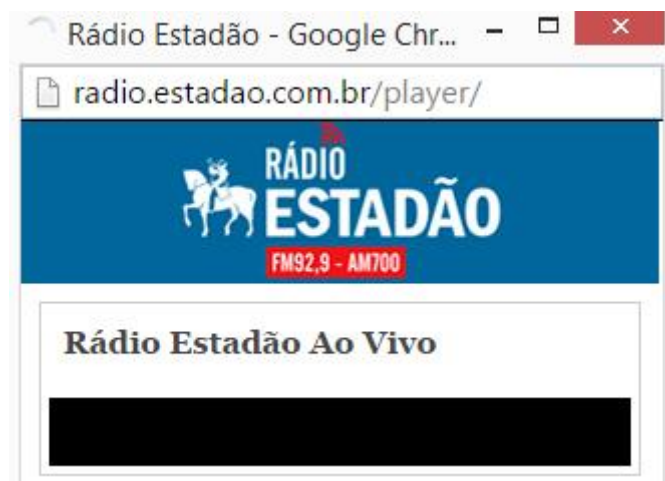 Rádio Estadão - Google Chr...
radio.estadao.com.br/player/
RÁDIO
ESTADÃO
FM92,9 - AM700
Rádio Estadão Ao Vivo